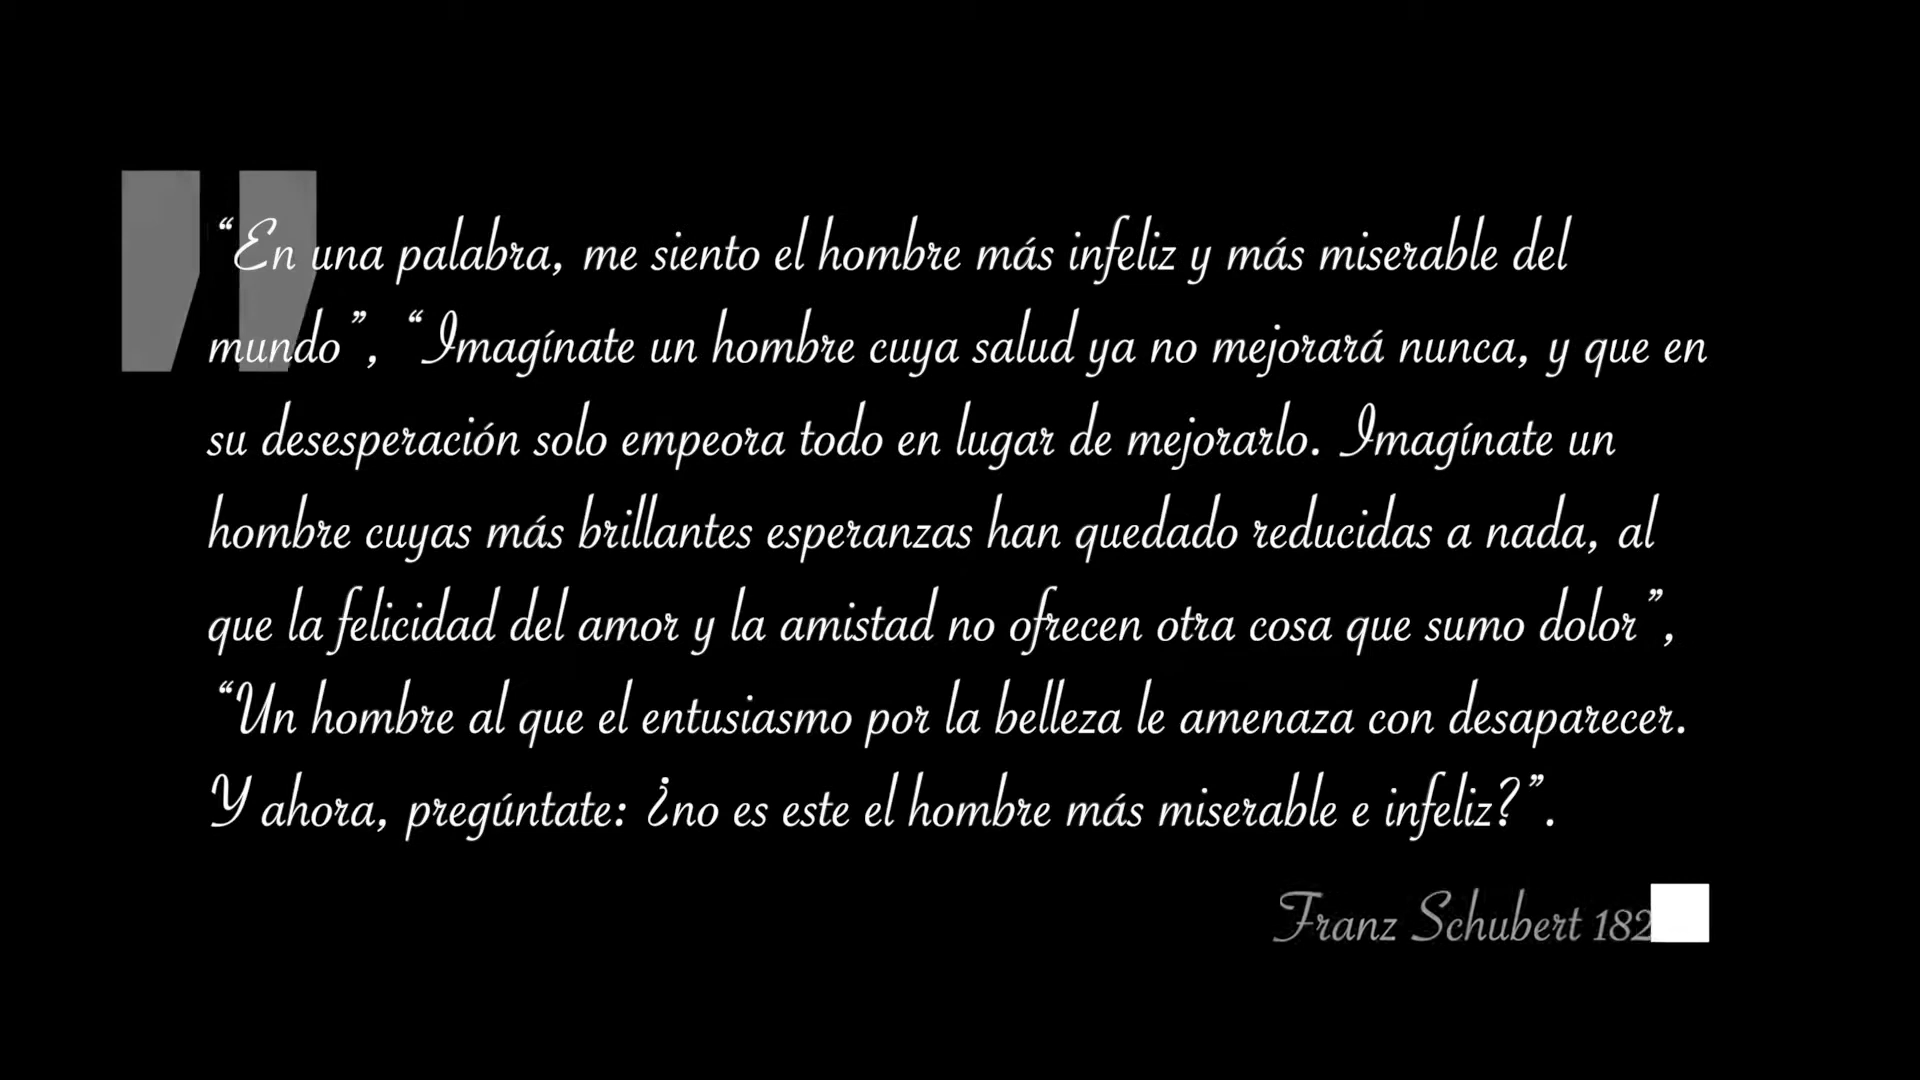 “En una palabra, me siento el hombre más infeliz y más miserable del
mundo”, “Imagínate un hombre cuya salud ya no mejorará nunca, y que en
su desesperación solo empeora todo en lugar de mejorarlo. Imagínate un
hombre cuyas más brillantes esperanzas han quedado reducidas a nada, al
que la felicidad del amor y la amistad no ofrecen otra cosa que sumo dolor”,
“Un hombre al que el entusiasmo por la belleza le amenaza con desaparecer.
Y ahora, pregúntate: ¿no es este el hombre más miserable e infeliz?”.
Franz Schubert 182